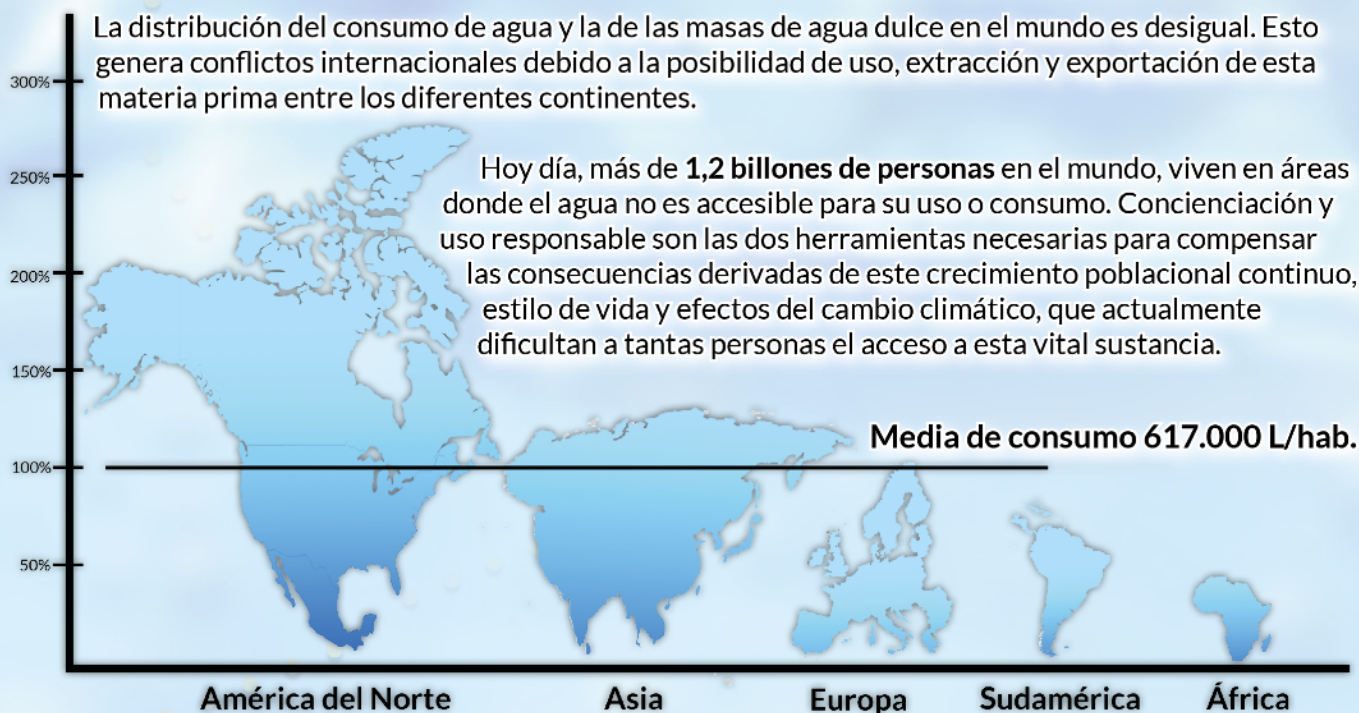 La distribución del consumo de agua y la de las masas de agua dulce en el mundo es desigual. Esto
genera conflictos internacionales debido a la posibilidad de uso, extracción y exportación de esta
materia prima entre los diferentes continentes.
Hoy día, más de 1,2 billones de personas en el mundo, viven en áreas
donde el agua no es accesible para su uso o consumo. Concienciación y
uso responsable son las dos herramientas necesarias para compensar
las consecuencias derivadas de este crecimiento poblacional continuo,
estilo de vida y efectos del cambio climático, que actualmente
dificultan a tantas personas el acceso a esta vital sustancia.
300%
250%
200%
150%
100%
50%
Media de consumo 617.000 L/hab.
América del Norte
Asia
Europa
Sudamérica
África